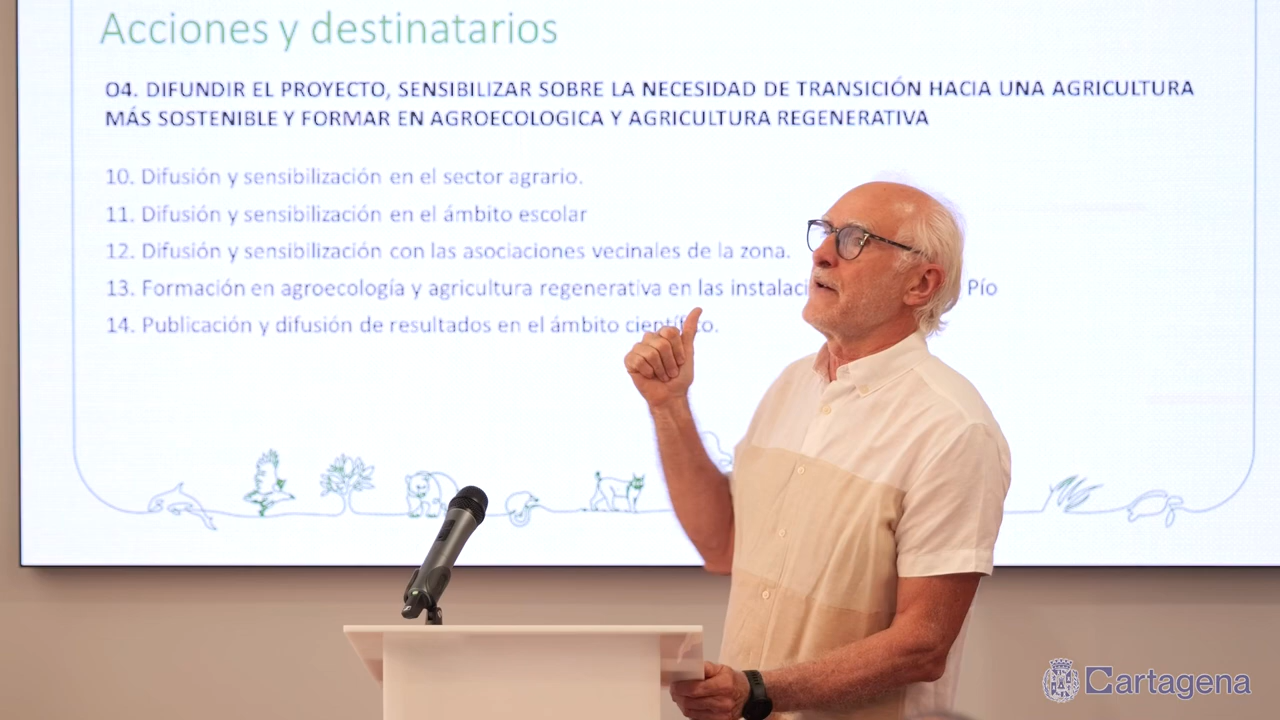 Acciones y destinatarios
O4. DIFUNDIR EL PROYECTO, SENSIBILIZAR SOBRE LA NECESIDAD DE TRANSICIÓN HACIA UNA AGRICULTURA
MÁS SOSTENIBLE Y FORMAR EN AGROECOLOGICA Y AGRICULTURA REGENERATIVA
10. Difusión y sensibilización en el sector agrario.
11. Difusión y sensibilización en el ámbito escolar
12. Difusión y sensibilización con las asociaciones vecinales de la zona.
13. Formación en agroecología y agricultura regenerativa en las Pío
14. Publicación y difusión de resultados en el ámbito científico.
Cartagena